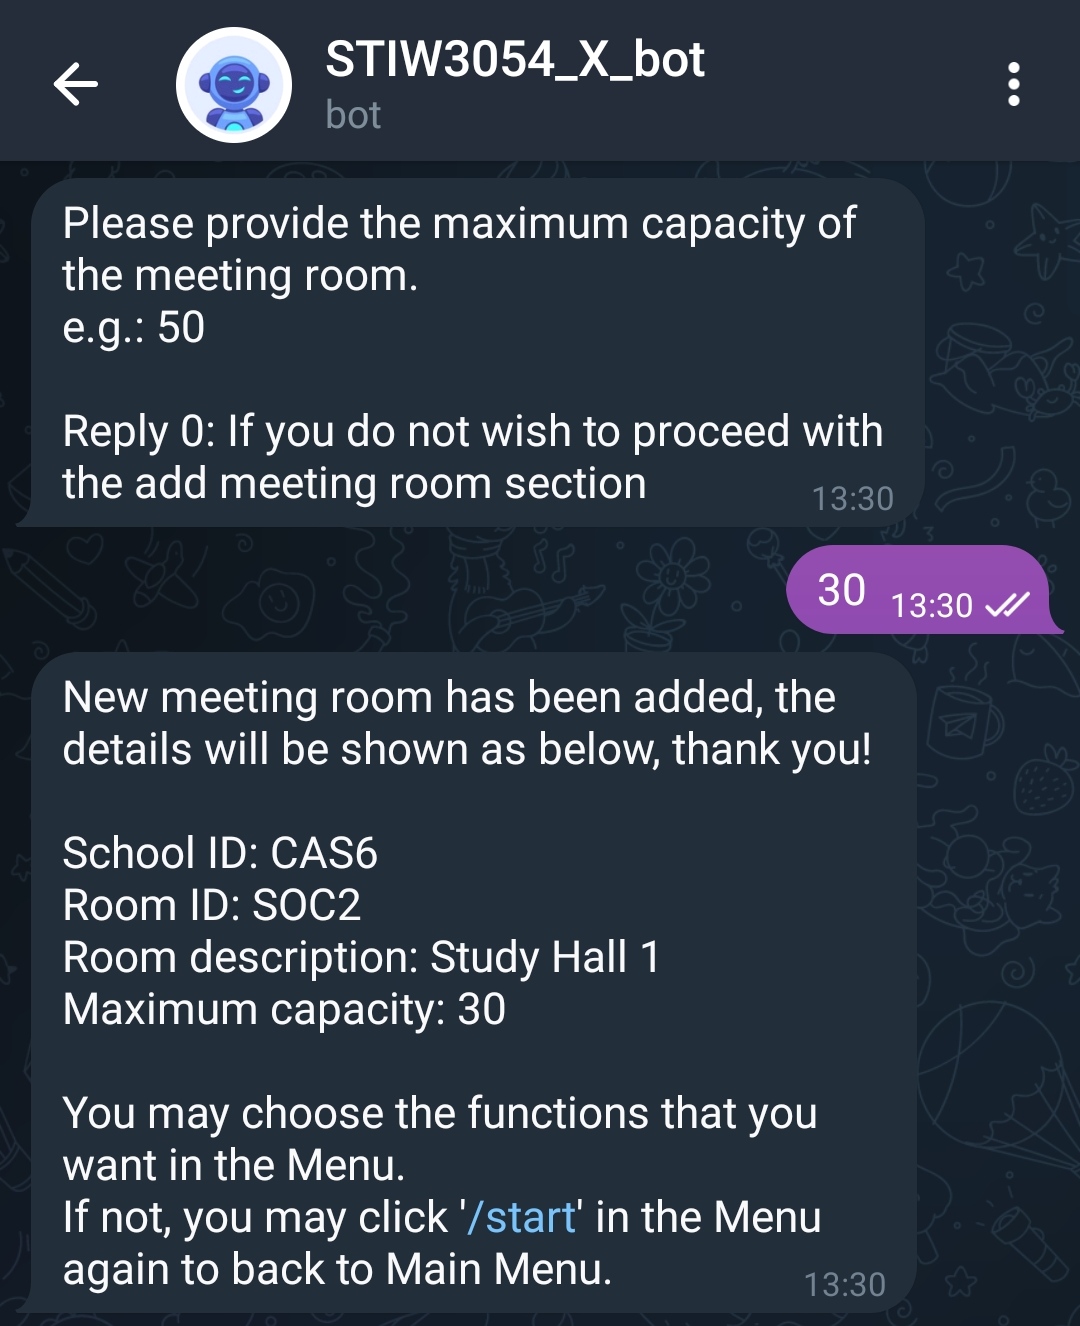 STIW3054_X_bot
bot
Please provide the maximum capacity of
the meeting room.
e.g.: 50
Reply 0: If you do not wish to proceed with
the add meeting room section
13:30
30 13:30
New meeting room has been added, the
details will be shown as below, thank you!
School ID: CAS6
Room ID: SOC2
Room description: Study Hall 1
Maximum capacity: 30
You may choose the functions that you
want in the Menu.
If not, you may click '/start' in the Menu
again to back to Main Menu.
13:30